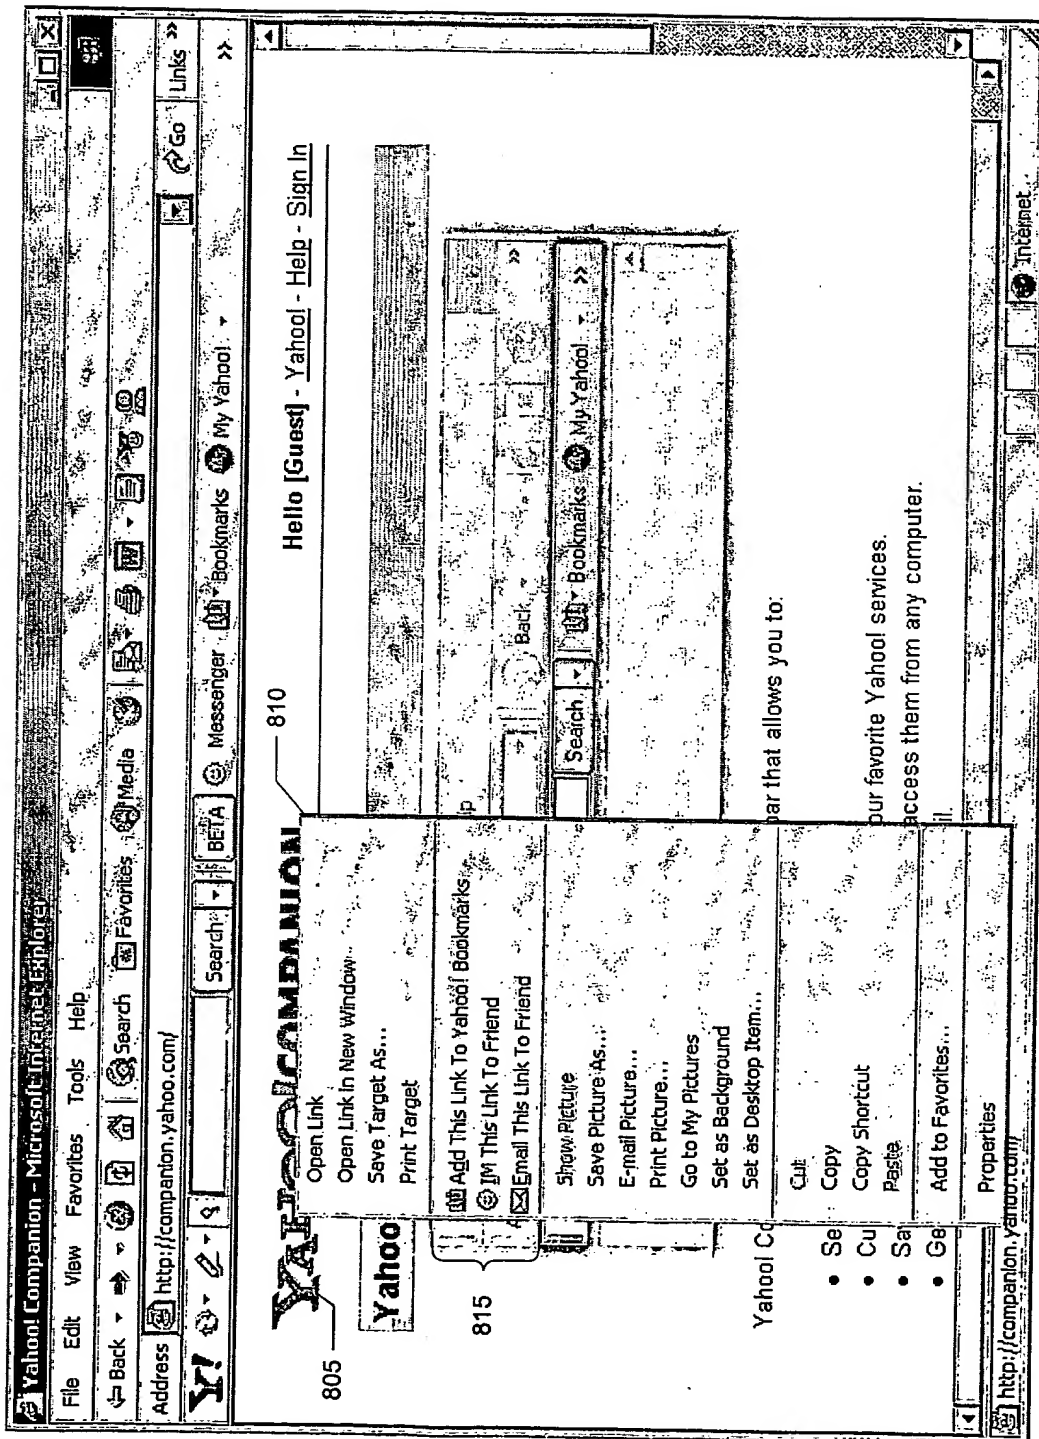 Yahoo! Companion - Microsoft Internet Explorer
File Edit View Favorites Tools Help
Back Search Favorites Media
Address http://companion.yahoo.com/ Go Links »
Y! Search BETA Messenger Bookmarks My Yahoo! »
YAHOO! COMPANION
Hello [Guest] - Yahoo! - Help - Sign In
805
810
815
Yahoo
Open Link
Open Link in New Window
Save Target As...
Print Target
Add This Link To Yahoo! Bookmarks
IM This Link To Friend
Email This Link To Friend
Show Picture
Save Picture As...
E-mail Picture...
Print Picture...
Go to My Pictures
Set as Background
Set as Desktop Item...
Cut
Copy
Copy Shortcut
Paste
Add to Favorites...
Properties
Back »
Search Bookmarks My Yahoo! »
Yahoo! Co
bar that allows you to:
• Se
• Cu our favorite Yahoo! services.
• Sa access them from any computer.
• Ge il.
http://companion.yahoo.com/ Internet